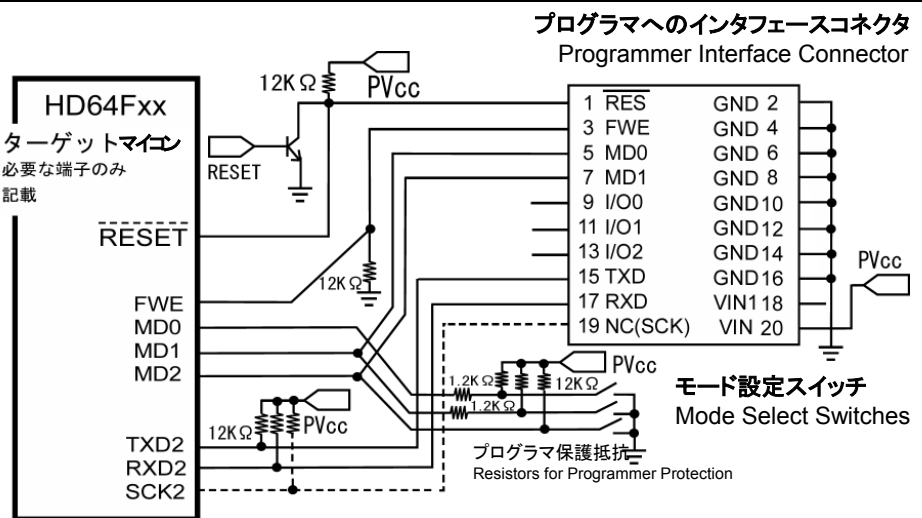 プログラマへのインタフェースコネクタ
Programmer Interface Connector
12KΩ
PVcc
HD64Fxx
ターゲットマイコン
必要な端子のみ
記載
RESET
RESET
FWE
MD0
MD1
MD2
TXD2
RXD2
SCK2
12KΩ
12KΩ
PVcc
1 RES
3 FWE
5 MD0
7 MD1
9 I/O0
11 I/O1
13 I/O2
15 TXD
17 RXD
19 NC(SCK)
GND 2
GND 4
GND 6
GND 8
GND10
GND12
GND14
GND16
VIN1 18
VIN 20
PVcc
PVcc
1.2KΩ
12KΩ
1.2KΩ
モード設定スイッチ
Mode Select Switches
プログラマ保護抵抗
Resistors for Programmer Protection